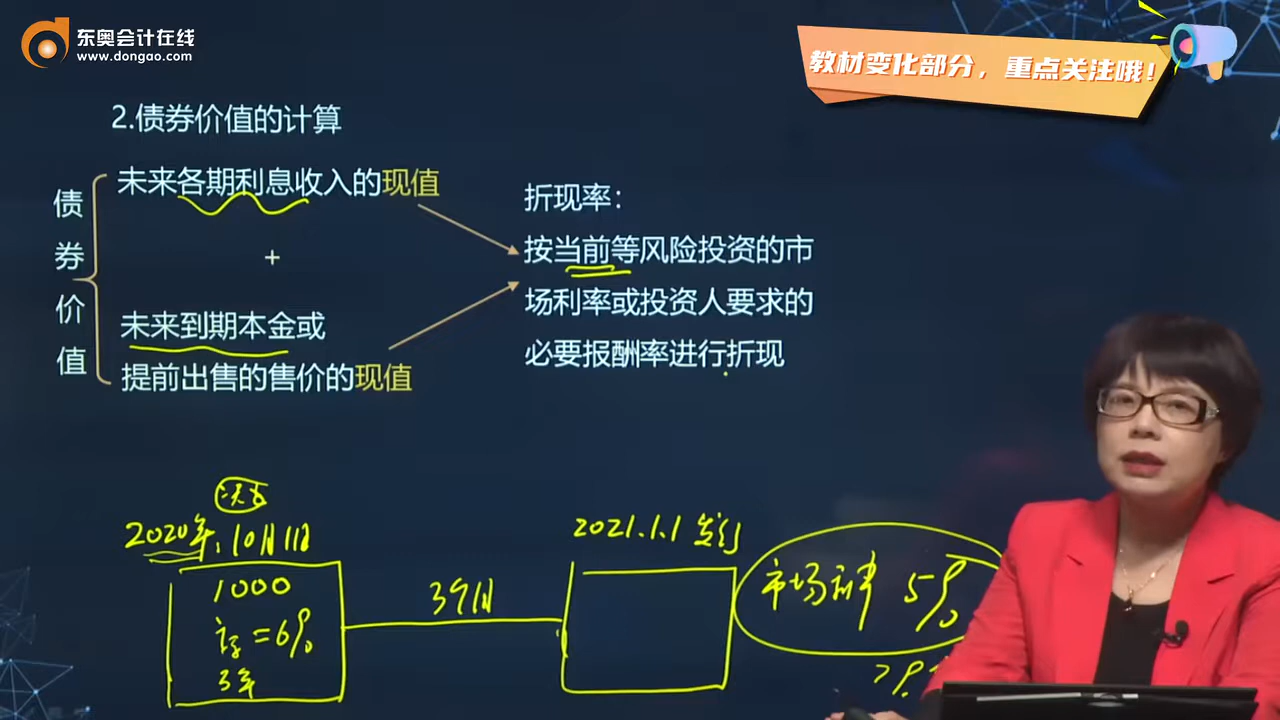 东奥会计在线
www.dongao.com
教材变化部分，重点关注哦！
2.债券价值的计算
债券价值
未来各期利息收入的现值
+
未来到期本金或
提前出售的售价的现值
折现率：
按当前等风险投资的市
场利率或投资人要求的
必要报酬率进行折现
2020年.10月1日
1000
=6%
3年
3个月
2021.1.1 发行
市场利率 5%